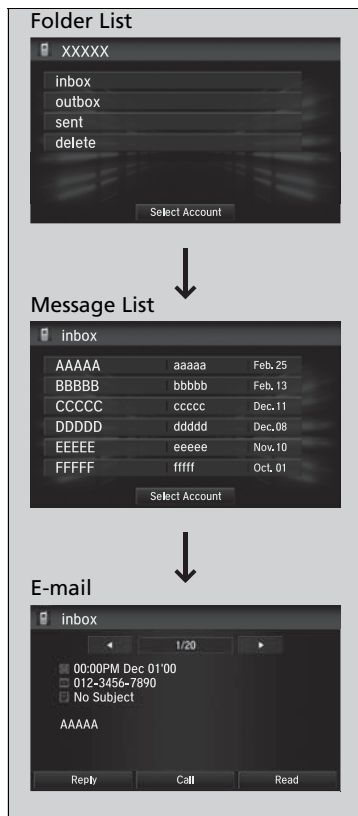 Folder List
XXXXX
inbox
outbox
sent
delete
Select Account
Message List
inbox
AAAAA aaaaa Feb. 25
BBBBB bbbbb Feb. 13
CCCCC ccccc Dec. 11
DDDDD ddddd Dec. 08
EEEEE eeeee Nov. 10
FFFFF fffff Oct. 01
Select Account
E-mail
inbox
1/20
00:00PM Dec 01'00
012-3456-7890
No Subject
AAAAA
Reply Call Read